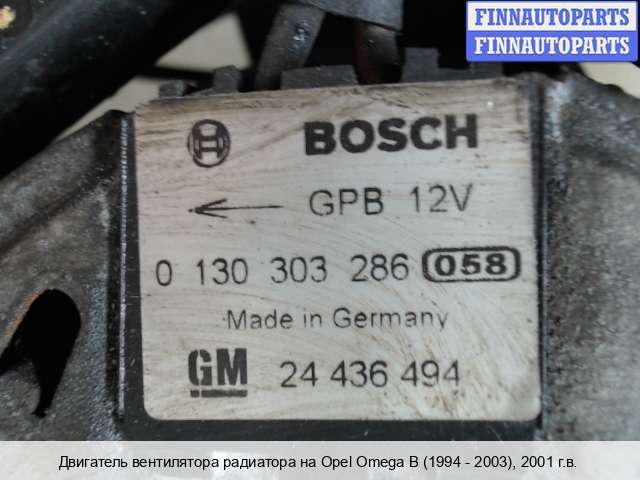 FINNAUTOPARTS
FINNAUTOPARTS
BOSCH
GPB 12V
0 130 303 286 058
Made in Germany
GM 24 436 494
Двигатель вентилятора радиатора на Opel Omega B (1994 - 2003), 2001 г.в.